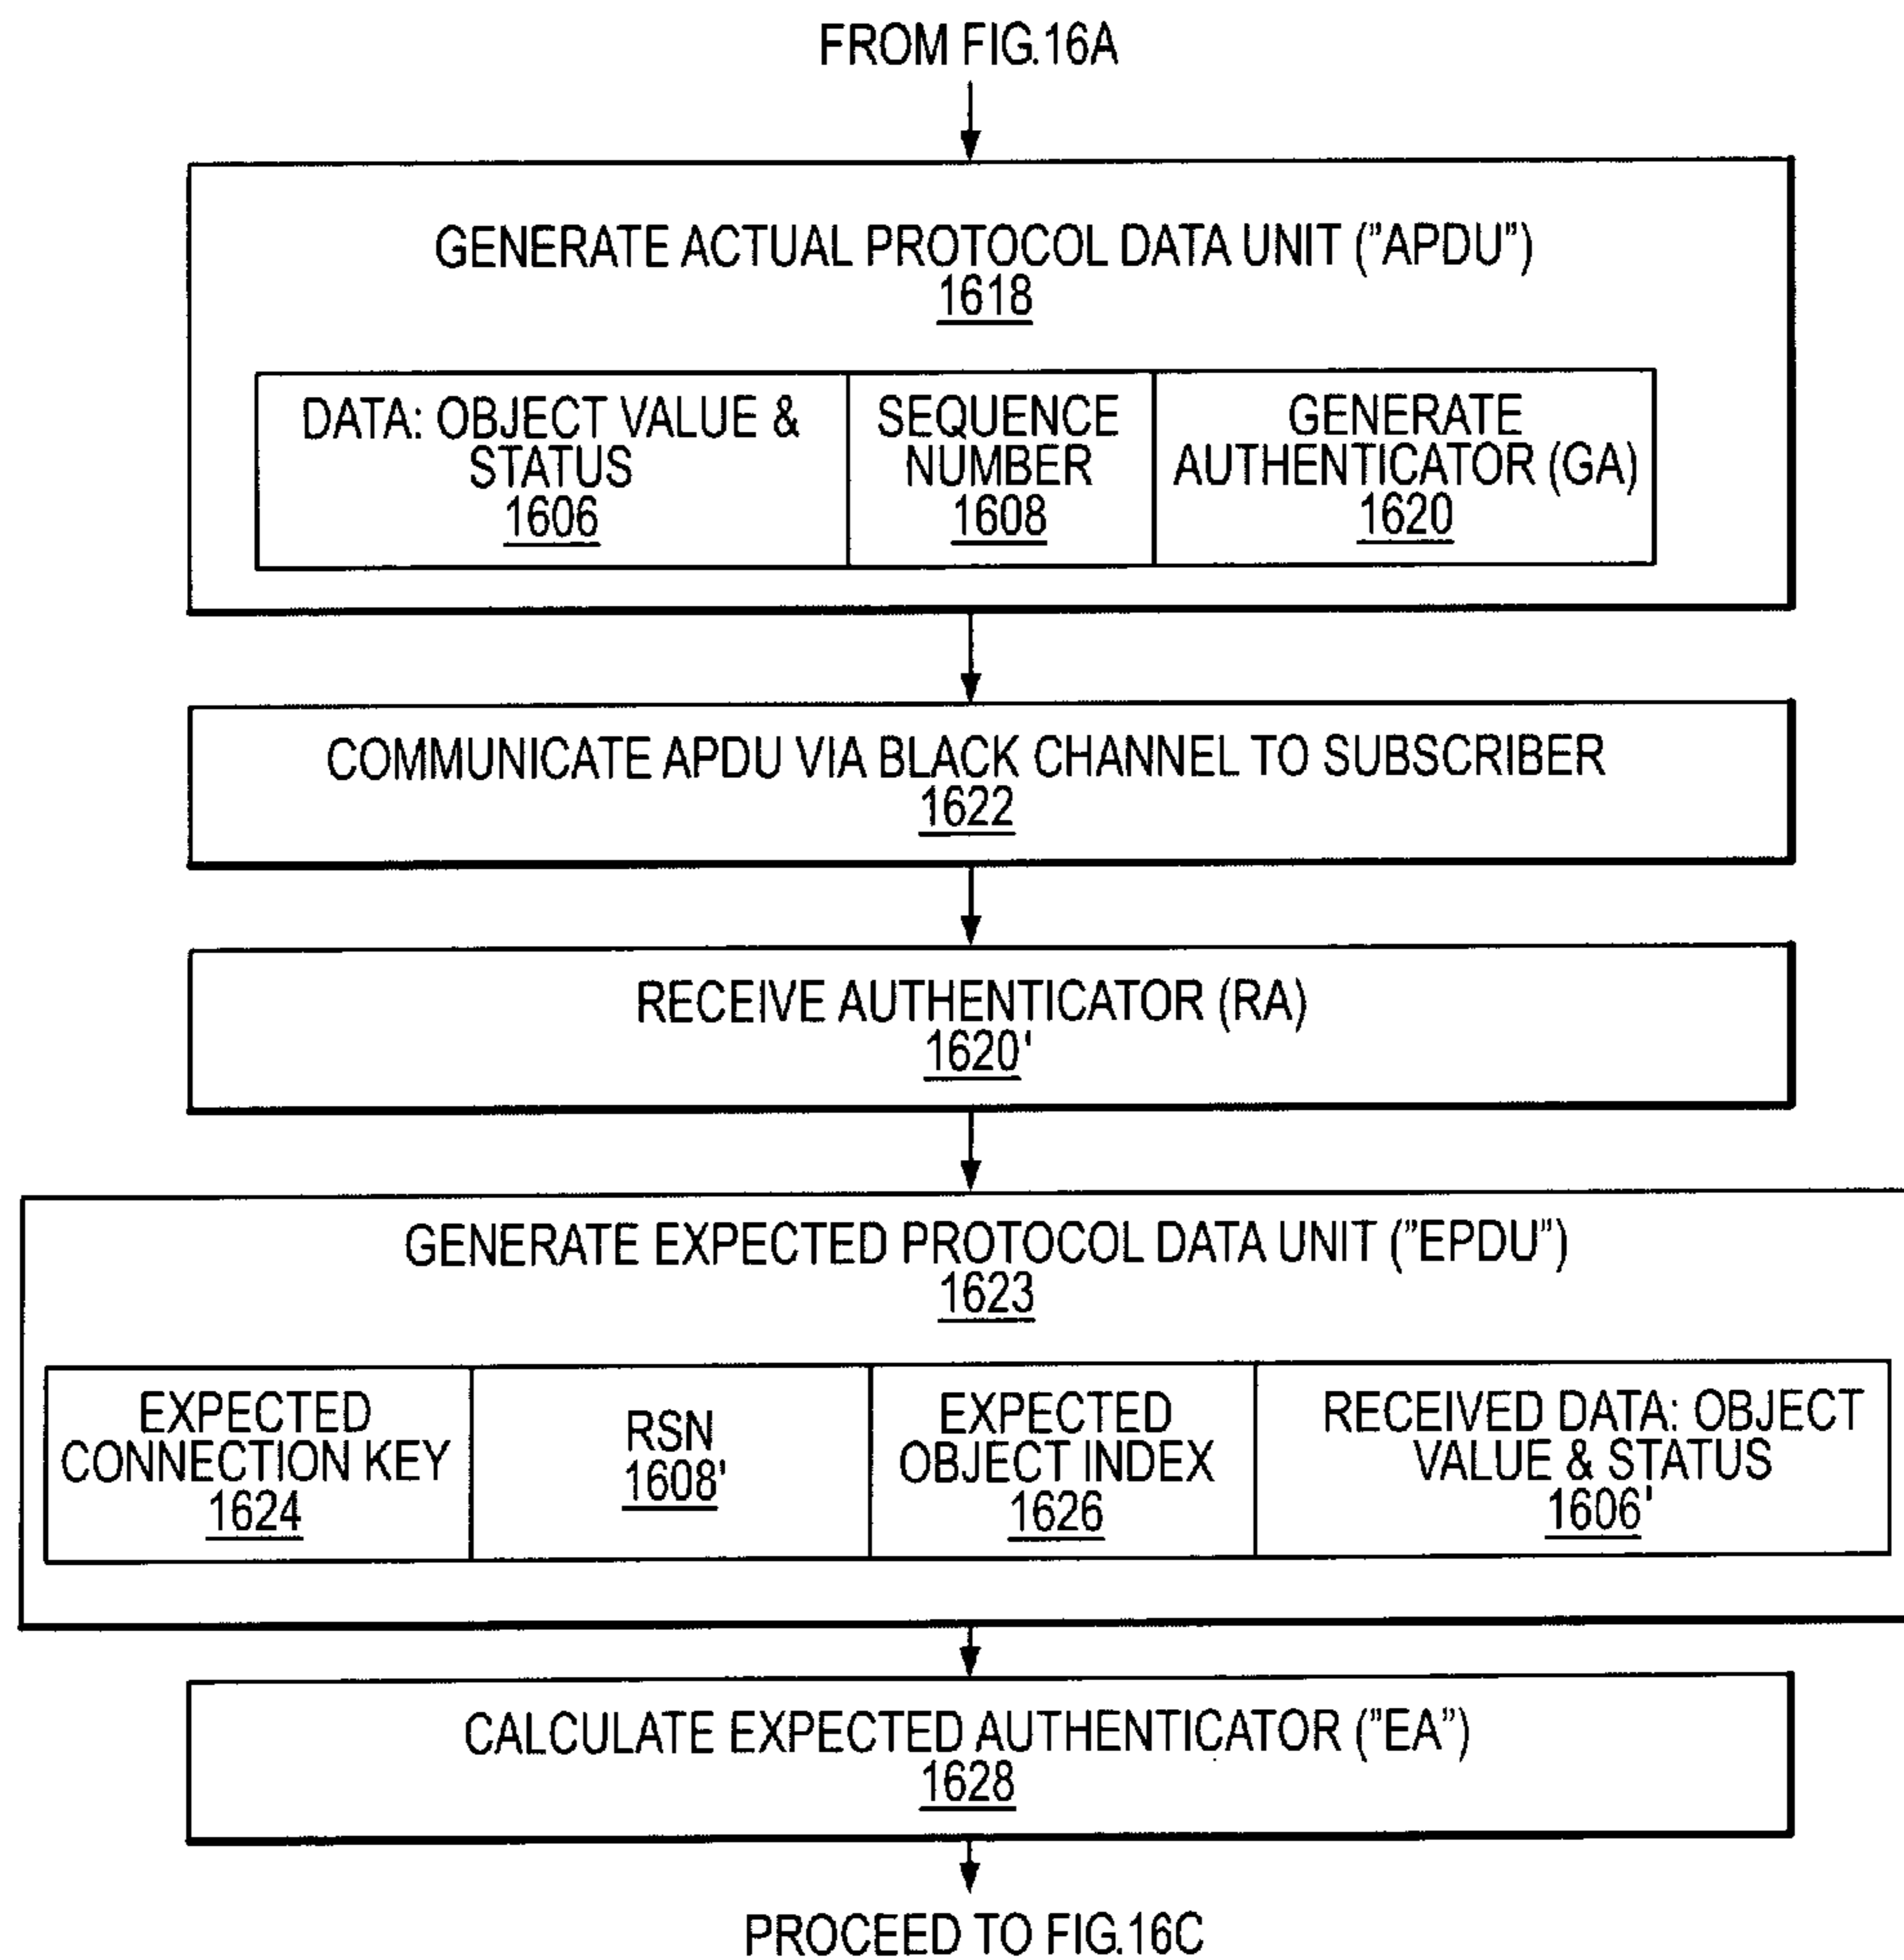 FROM FIG.16A
GENERATE ACTUAL PROTOCOL DATA UNIT ("APDU")
1618
DATA: OBJECT VALUE &
STATUS
1606
SEQUENCE
NUMBER
1608
GENERATE
AUTHENTICATOR (GA)
1620
COMMUNICATE APDU VIA BLACK CHANNEL TO SUBSCRIBER
1622
RECEIVE AUTHENTICATOR (RA)
1620'
GENERATE EXPECTED PROTOCOL DATA UNIT ("EPDU")
1623
EXPECTED
CONNECTION KEY
1624
RSN
1608'
EXPECTED
OBJECT INDEX
1626
RECEIVED DATA: OBJECT
VALUE & STATUS
1606'
CALCULATE EXPECTED AUTHENTICATOR ("EA")
1628
PROCEED TO FIG.16C